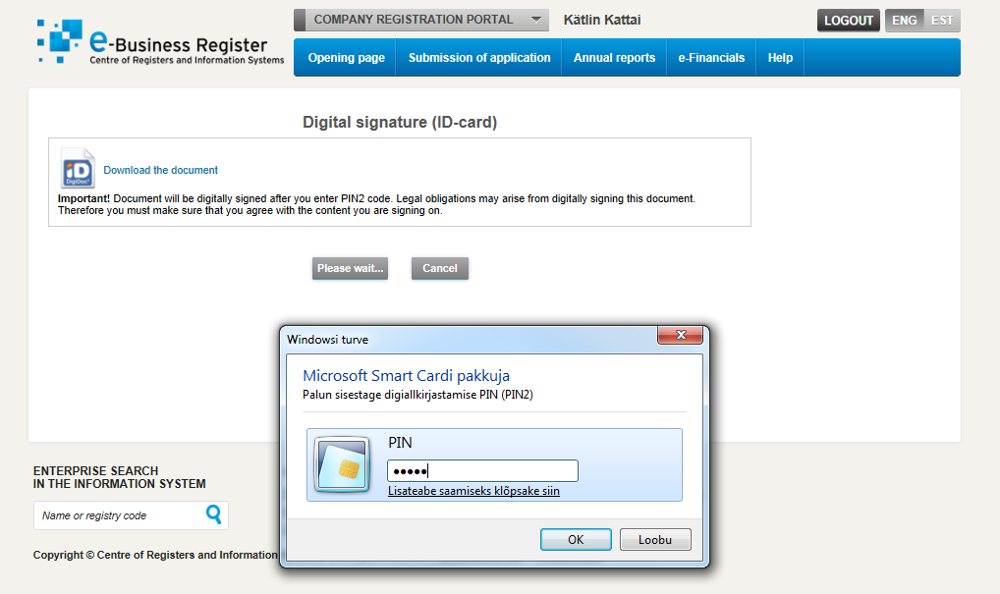 COMPANY REGISTRATION PORTAL
Kätlin Kattai
LOGOUT
ENG EST
e-Business Register
Centre of Registers and Information Systems
Opening page Submission of application Annual reports e-Financials Help
Digital signature (ID-card)
iD
DigiDoc
Download the document
Important! Document will be digitally signed after you enter PIN2 code. Legal obligations may arise from digitally signing this document.
Therefore you must make sure that you agree with the content you are signing on.
Please wait... Cancel
Windowsi turve
Microsoft Smart Cardi pakkuja
Palun sisestage digiallkirjastamise PIN (PIN2)
PIN
●●●●●
Lisateabe saamiseks klõpsake siin
OK Loobu
ENTERPRISE SEARCH
IN THE INFORMATION SYSTEM
Name or registry code
Copyright © Centre of Registers and Information